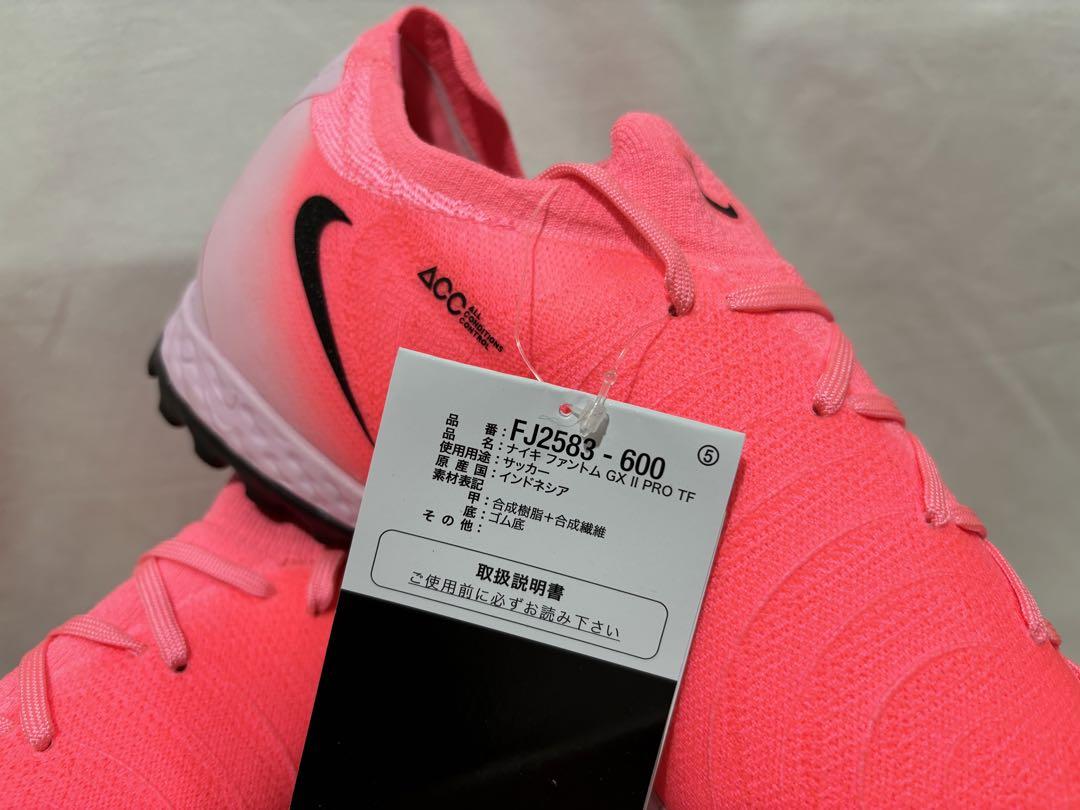 ACC ALL
CONDITIONS
CONTROL
品番：FJ2583-600 ⑤
品名：ナイキ ファントム GX II PRO TF
使用用途：サッカー
原産国：インドネシア
素材表記
甲：合成樹脂＋合成繊維
底：ゴム底
その他：
取扱説明書
ご使用前に必ずお読み下さい